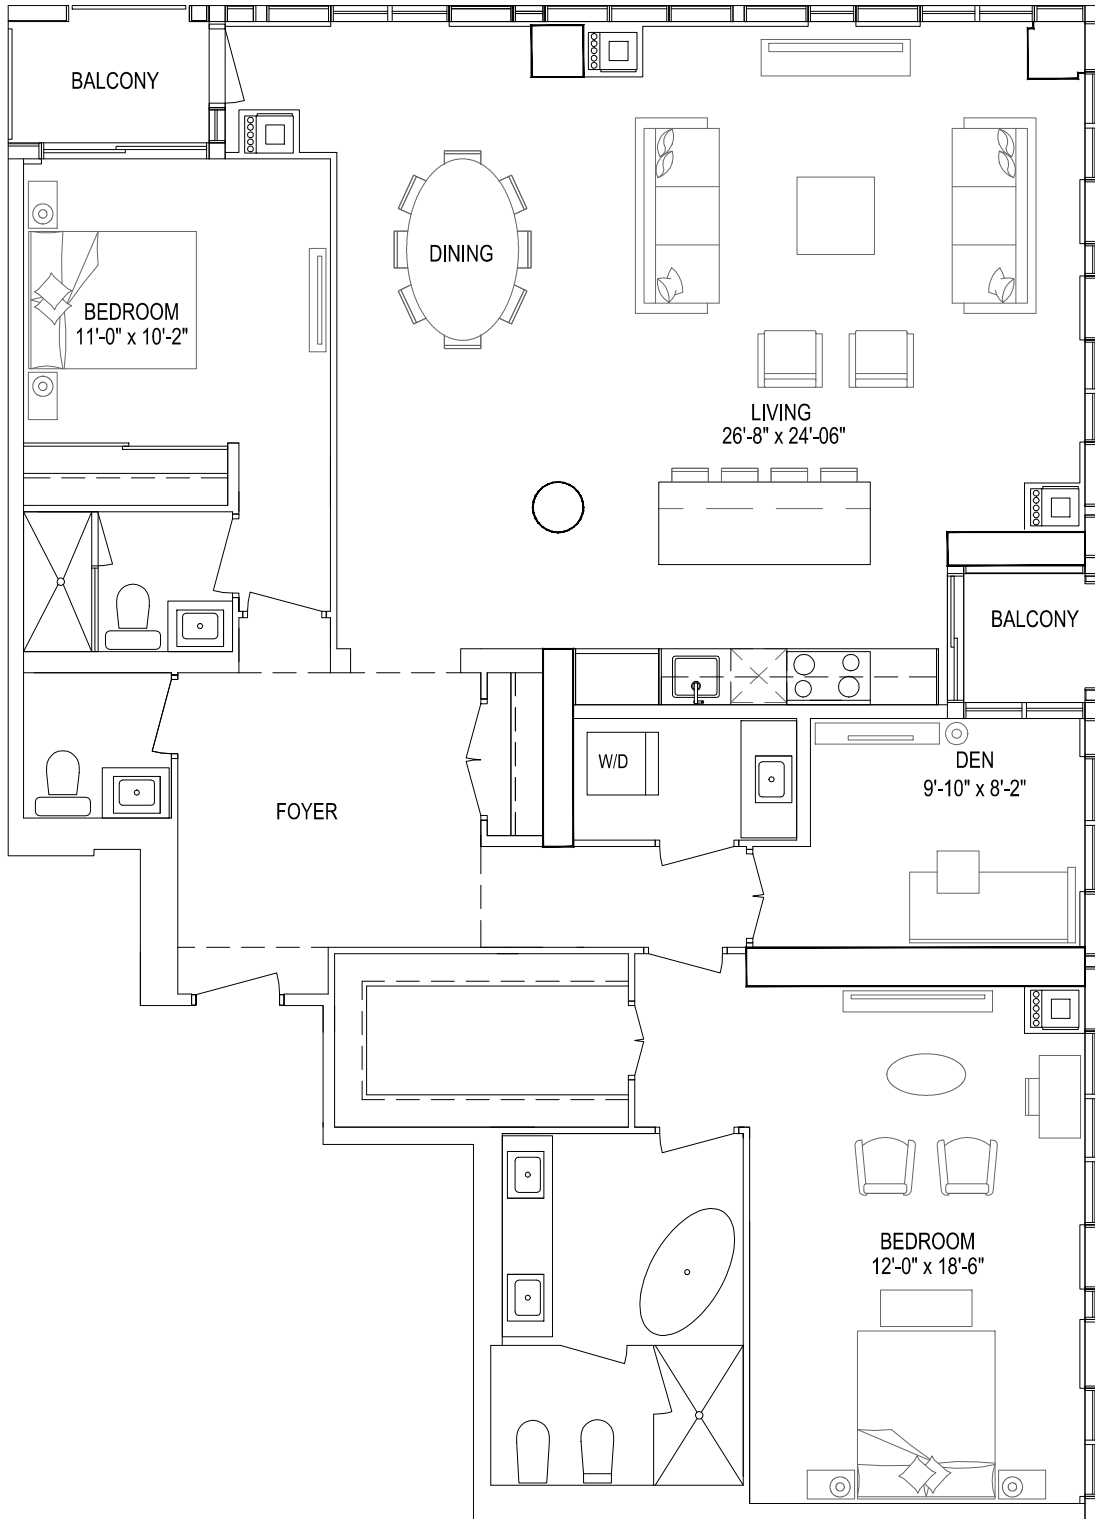 BALCONY
DINING
BEDROOM
11'-0" x 10'-2"
LIVING
26'-8" x 24'-06"
BALCONY
W/D
DEN
9'-10" x 8'-2"
FOYER
BEDROOM
12'-0" x 18'-6"